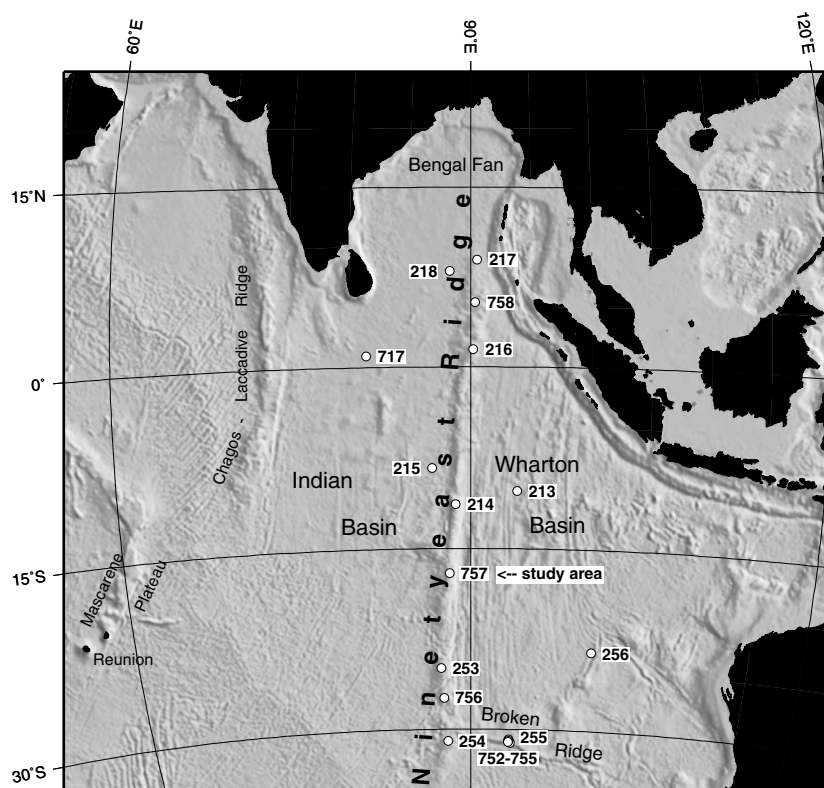 60°E
90°E
120°E
Bengal Fan
15°N
Ninetyeast Ridge
217
218
758
Chagos - Laccadive Ridge
717
216
0°
215
Wharton
Indian
213
214
Basin
Basin
757
<-- study area
15°S
Mascarene
Plateau
Reunion
256
253
756
Broken
254
255
Ridge
752-755
30°S